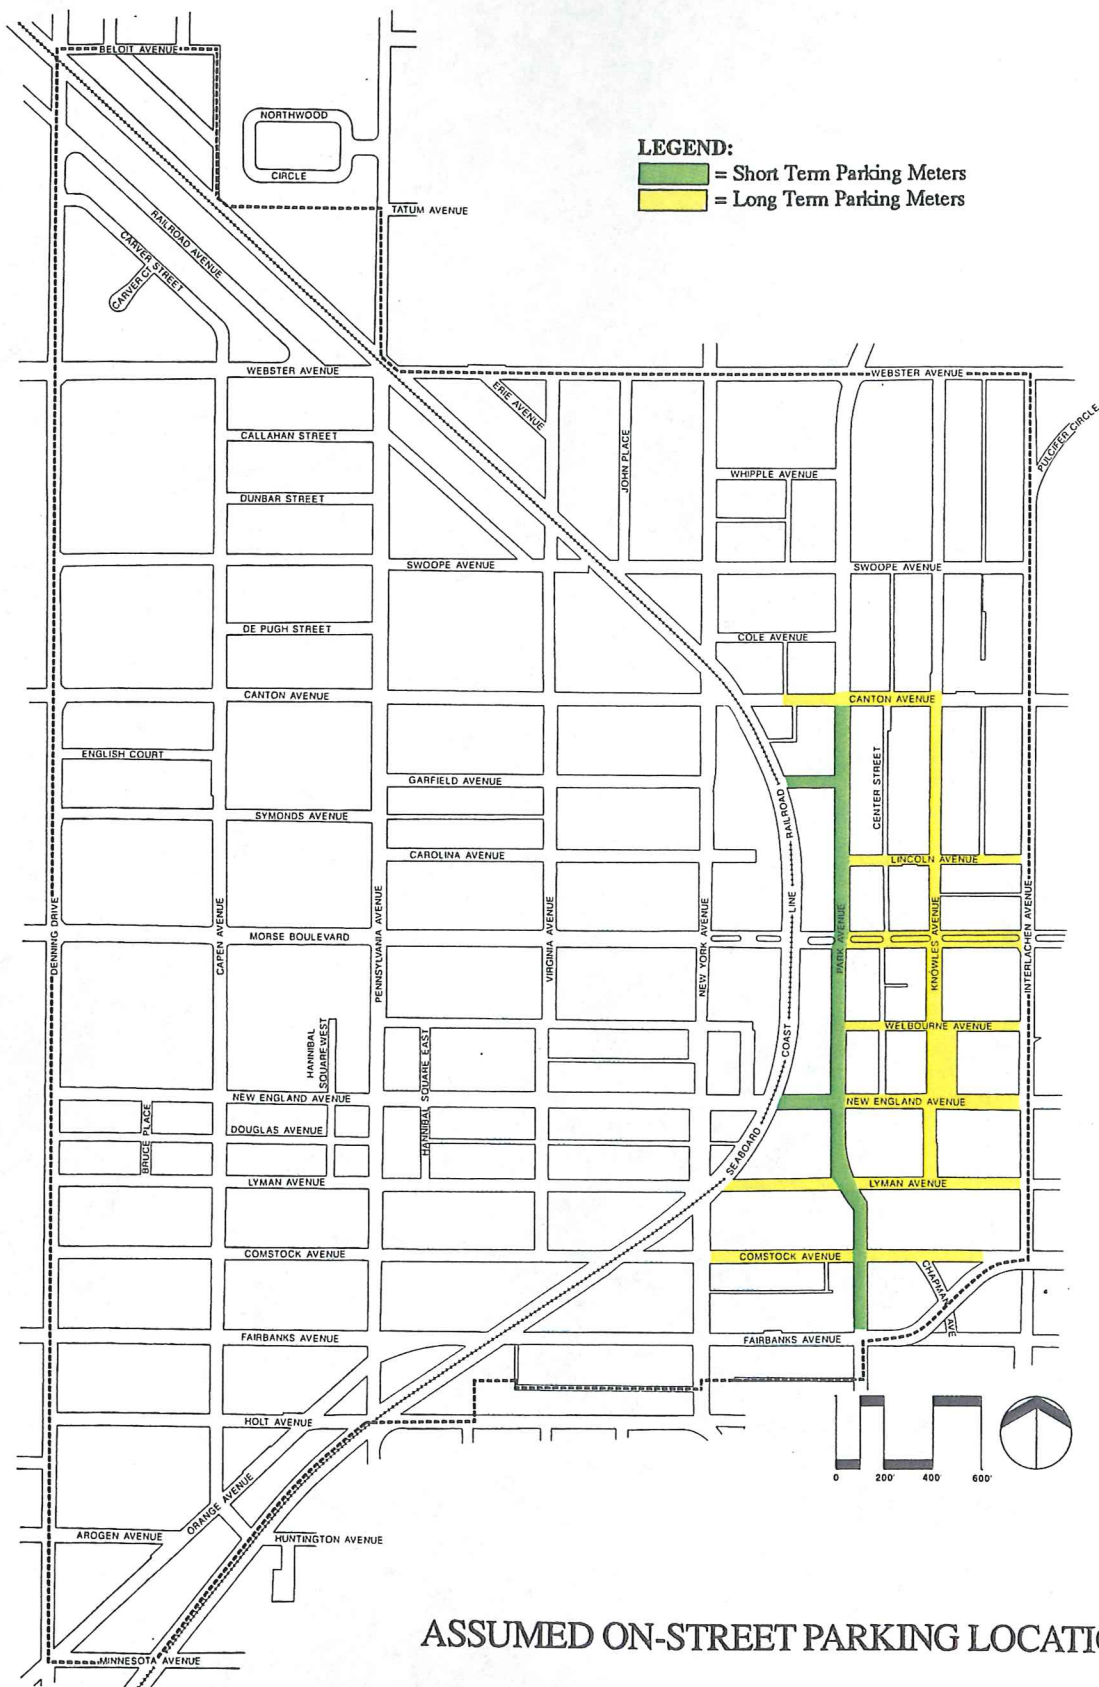 BELOIT AVENUE
NORTHWOOD
CIRCLE
LEGEND:
= Short Term Parking Meters
= Long Term Parking Meters
TATUM AVENUE
RAILROAD AVENUE
CARVER STREET
CARVER CT
WEBSTER AVENUE
WEBSTER AVENUE
ERIE AVENUE
PULCIFER CIRCLE
CALLAHAN STREET
JOHN PLACE
WHIPPLE AVENUE
DUNBAR STREET
SWOOPE AVENUE
SWOOPE AVENUE
DE PUGH STREET
COLE AVENUE
CANTON AVENUE
CANTON AVENUE
ENGLISH COURT
GARFIELD AVENUE
CENTER STREET
SYMONDS AVENUE
CAROLINA AVENUE
LINCOLN AVENUE
SEABOARD COAST LINE RAILROAD
DENNING DRIVE
CAPEN AVENUE
MORSE BOULEVARD
PENNSYLVANIA AVENUE
VIRGINIA AVENUE
NEW YORK AVENUE
PARK AVENUE
KNOWLES AVENUE
INTERLACHEN AVENUE
HANNIBAL
SQUARE WEST
HANNIBAL SQUARE EAST
WELBOURNE AVENUE
NEW ENGLAND AVENUE
NEW ENGLAND AVENUE
BRUCE PLACE
DOUGLAS AVENUE
LYMAN AVENUE
LYMAN AVENUE
COMSTOCK AVENUE
COMSTOCK AVENUE
CHAPMAN AVE
FAIRBANKS AVENUE
FAIRBANKS AVENUE
HOLT AVENUE
0 200' 400' 600'
ORANGE AVENUE
AROGEN AVENUE
HUNTINGTON AVENUE
ASSUMED ON-STREET PARKING LOCATIO
MINNESOTA AVENUE